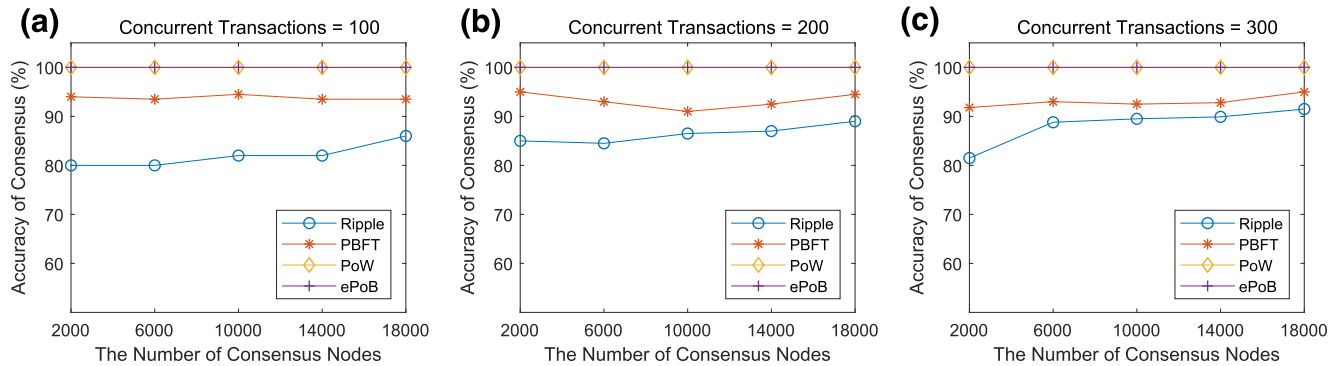 (a)
Concurrent Transactions = 100
Accuracy of Consensus (%)
100
90
80
70
60
Ripple
PBFT
PoW
ePoB
2000
6000
10000
14000
18000
The Number of Consensus Nodes
(b)
Concurrent Transactions = 200
Accuracy of Consensus (%)
100
90
80
70
60
Ripple
PBFT
PoW
ePoB
2000
6000
10000
14000
18000
The Number of Consensus Nodes
(c)
Concurrent Transactions = 300
Accuracy of Consensus (%)
100
90
80
70
60
Ripple
PBFT
PoW
ePoB
2000
6000
10000
14000
18000
The Number of Consensus Nodes